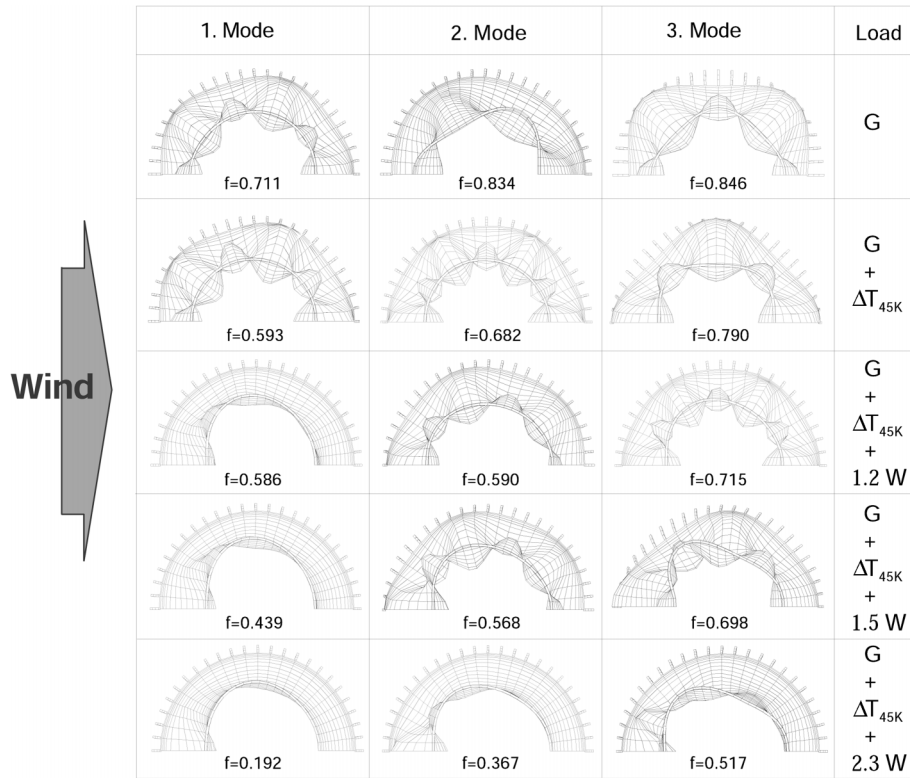 1. Mode 2. Mode 3. Mode Load
f=0.711 f=0.834 f=0.846
G
f=0.593 f=0.682 f=0.790
G
+
ΔT45K
Wind
f=0.586 f=0.590 f=0.715
G
+
ΔT45K
+
1.2 W
f=0.439 f=0.568 f=0.698
G
+
ΔT45K
+
1.5 W
f=0.192 f=0.367 f=0.517
G
+
ΔT45K
+
2.3 W